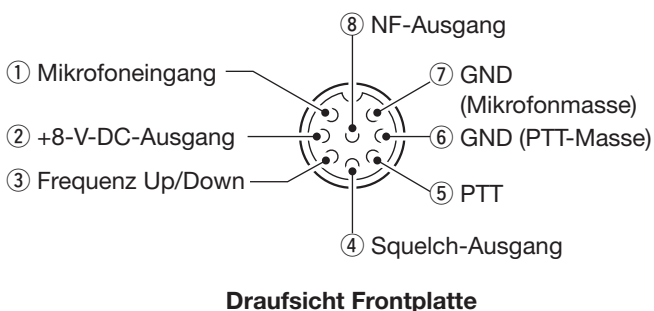 ⑧ NF-Ausgang
① Mikrofoneingang
⑦ GND
(Mikrofonmasse)
② +8-V-DC-Ausgang
⑥ GND (PTT-Masse)
③ Frequenz Up/Down
⑤ PTT
④ Squelch-Ausgang
Draufsicht Frontplatte